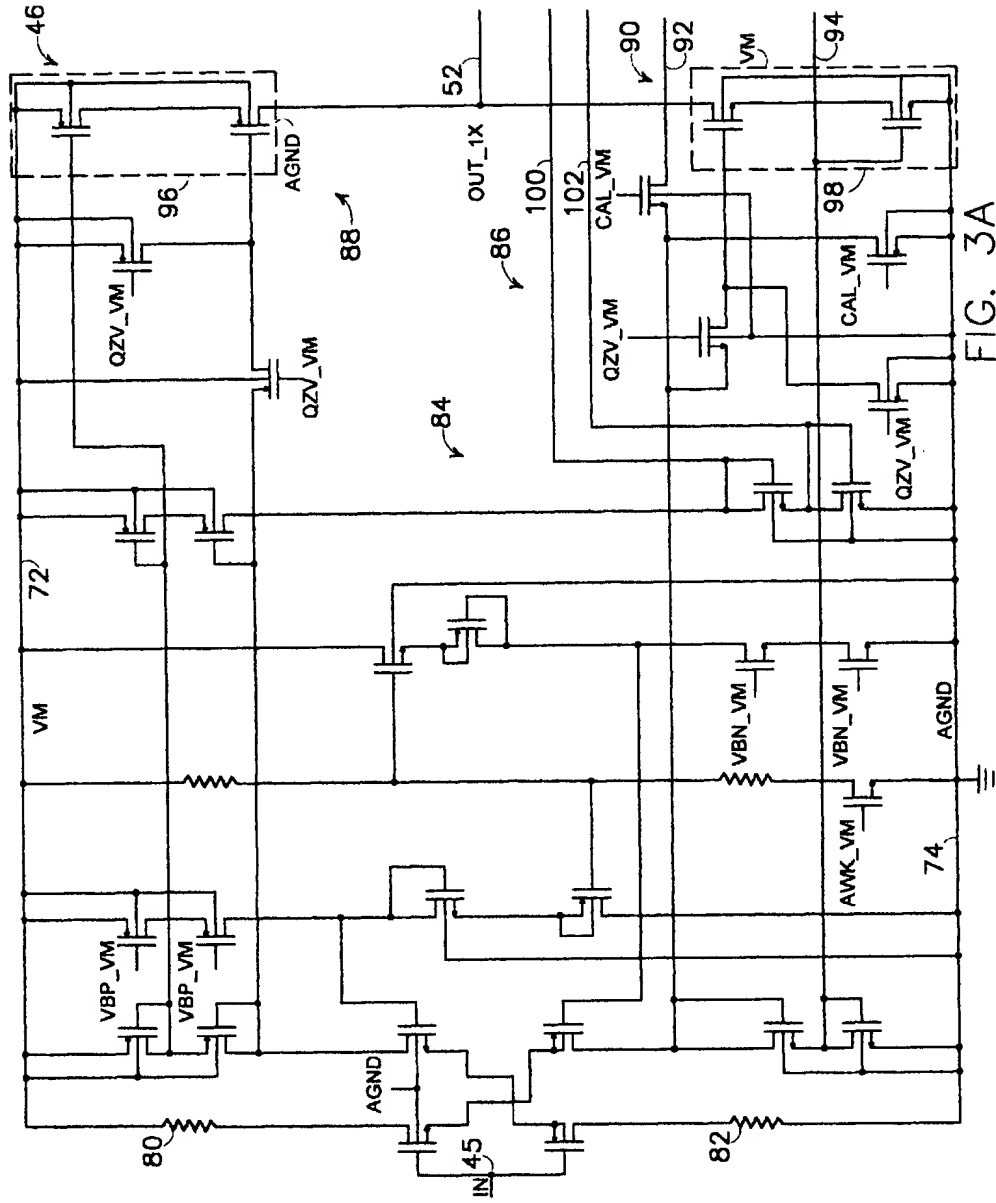 46
52
90
92
VM
94
96
AGND
OUT_1X
100
102
CAL_VM
98
88
86
QZV_VM
QZV_VM
QZV_VM
CAL_VM
QZV_VM
84
72
VM
VBN_VM
VBN_VM
AGND
AWK_VM
74
VBP_VM
VBP_VM
AGND
80
IN
45
82
FIG. 3A